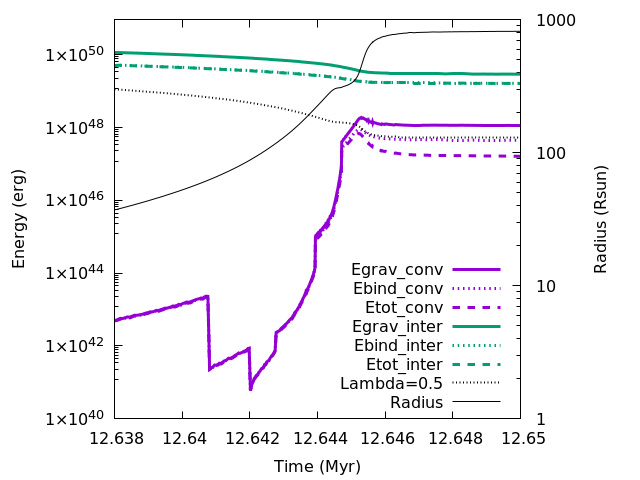 1×10^50
1×10^48
1×10^46
1×10^44
1×10^42
1×10^40
Energy (erg)
1000
100
10
1
Radius (Rsun)
Egrav_conv
Ebind_conv
Etot_conv
Egrav_inter
Ebind_inter
Etot_inter
Lambda=0.5
Radius
12.638 12.64 12.642 12.644 12.646 12.648 12.65
Time (Myr)